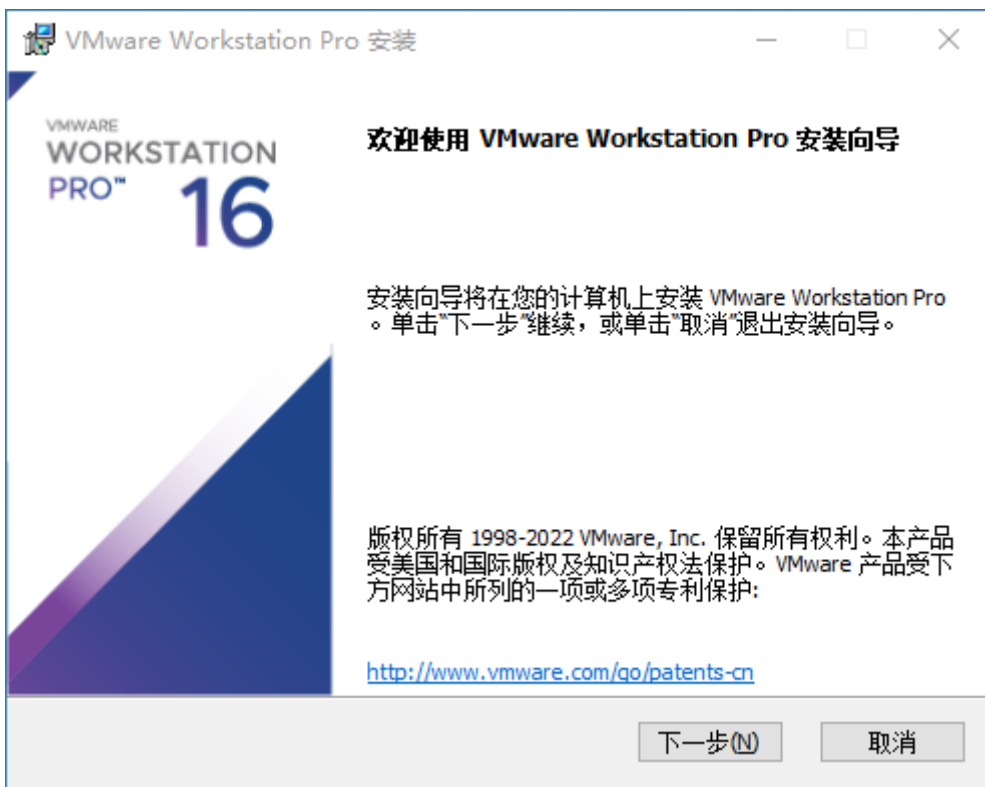 VMware Workstation Pro 安装
VMWARE
WORKSTATION
PRO™ 16
欢迎使用 VMware Workstation Pro 安装向导
安装向导将在您的计算机上安装 VMware Workstation Pro
。单击“下一步”继续，或单击“取消”退出安装向导。
版权所有 1998-2022 VMware, Inc. 保留所有权利。本产品
受美国和国际版权及知识产权法保护。VMware 产品受下
方网站中所列的一项或多项专利保护:
http://www.vmware.com/go/patents-cn
下一步(N) 取消